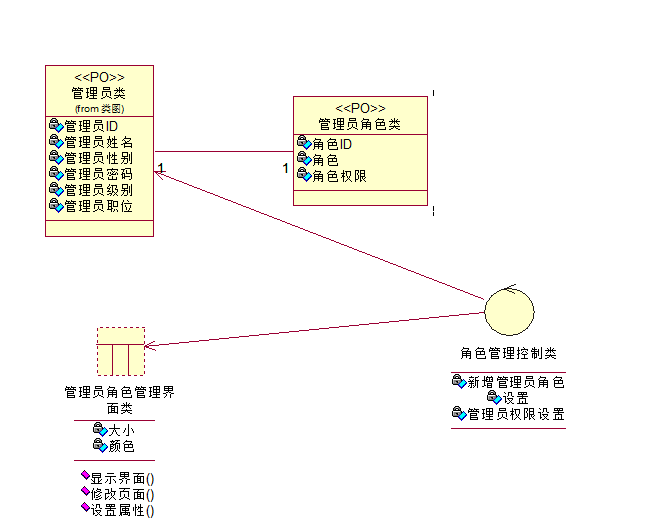 <<PO>>
管理员类
(from 类图)
管理员ID
管理员姓名
管理员性别
管理员密码
管理员级别
管理员职位
<<PO>>
管理员角色类
角色ID
角色
角色权限
1
1
角色管理控制类
新增管理员角色
设置
管理员权限设置
管理员角色管理界
面类
大小
颜色
显示界面()
修改页面()
设置属性()